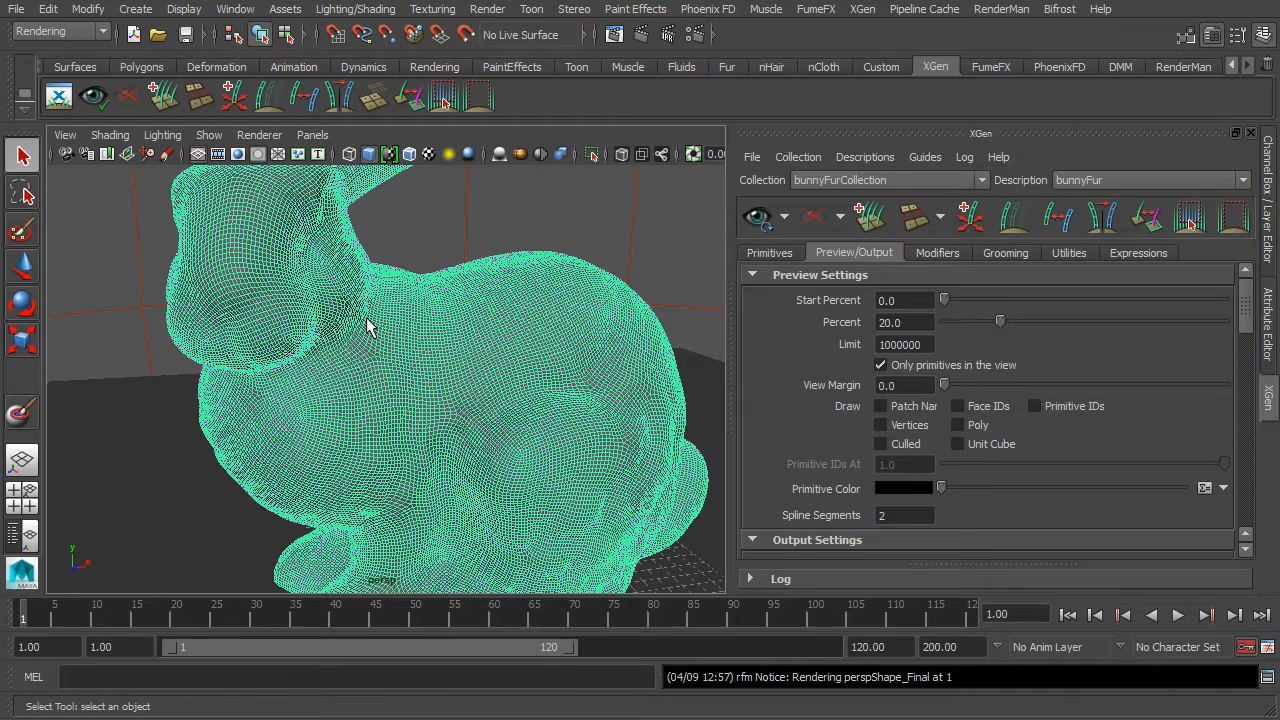 File Edit Modify Create Display Window Assets Lighting/Shading Texturing Render Toon Stereo Paint Effects Phoenix FD Muscle FumeFX XGen Pipeline Cache RenderMan Bifrost Help
Rendering No Live Surface
Surfaces Polygons Deformation Animation Dynamics Rendering PaintEffects Toon Muscle Fluids Fur nHair nCloth Custom XGen FumeFX PhoenixFD DMM RenderMan
View Shading Lighting Show Renderer Panels
0.00
XGen
File Collection Descriptions Guides Log Help
Collection bunnyFurCollection Description bunnyFur
Primitives Preview/Output Modifiers Grooming Utilities Expressions
Preview Settings
Start Percent 0.0
Percent 20.0
Limit 1000000
Only primitives in the view
View Margin 0.0
Draw Patch Nar Face IDs Primitive IDs
Vertices Poly
Culled Unit Cube
Primitive IDs At 1.0
Primitive Color
Spline Segments 2
Output Settings
Log
Channel Box / Layer Editor
Attribute Editor
XGen
y
x
persp
MAYA
1 5 10 15 20 25 30 35 40 45 50 55 60 65 70 75 80 85 90 95 100 105 110 115 12
1.00
1.00 1.00 1 120 120.00 200.00 No Anim Layer No Character Set
MEL (04/09 12:57) rfm Notice: Rendering perspShape_Final at 1
Select Tool: select an object